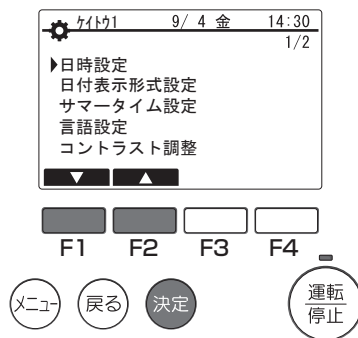 ｹｲﾄｳ1 9/ 4 金 14:30
1/2
▶日時設定
日付表示形式設定
サマータイム設定
言語設定
コントラスト調整
▼ ▲
F1 F2 F3 F4
メニュー 戻る 決定 運転
停止